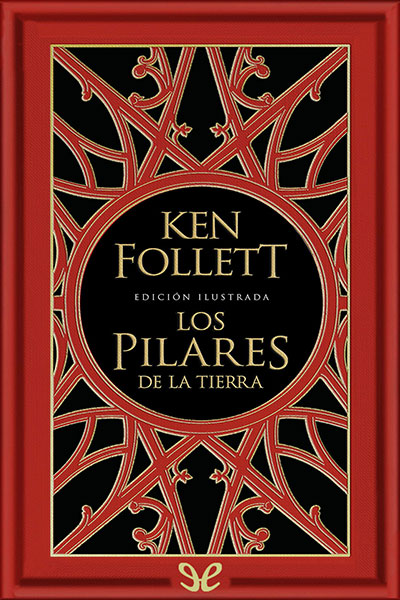 KEN
FOLLETT
EDICIÓN ILUSTRADA
LOS
PILARES
DE LA TIERRA